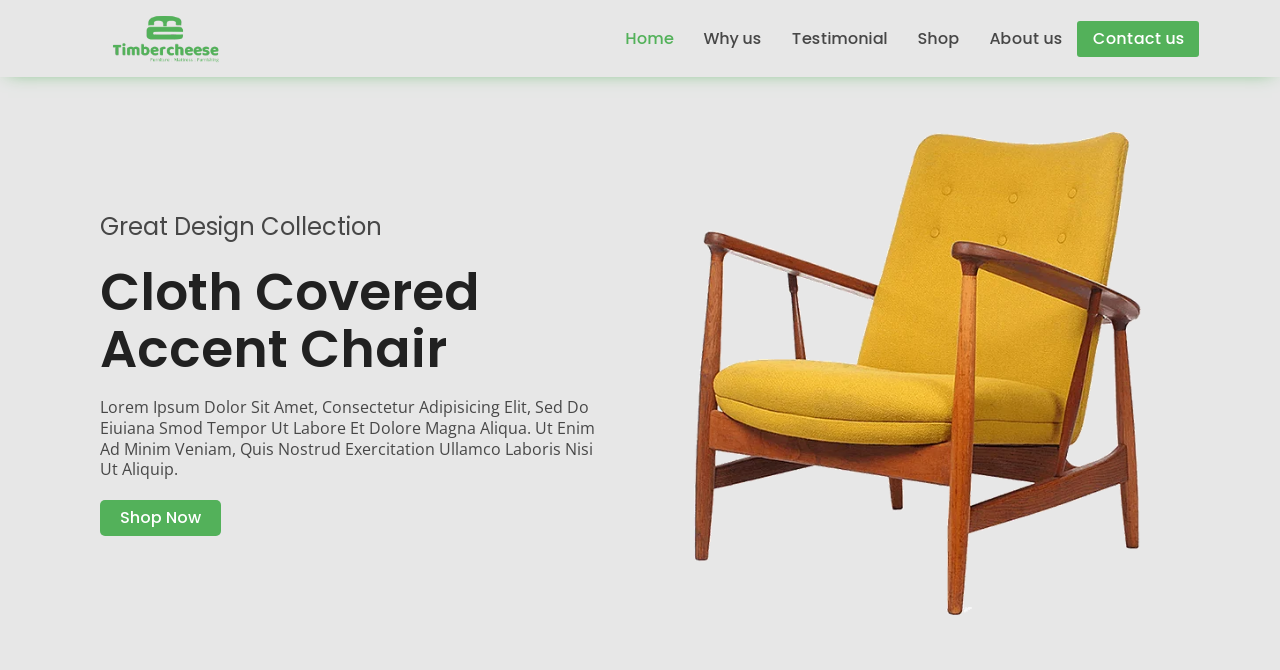 Timbercheese
Home
Why us
Testimonial
Shop
About us
Contact us
Great Design Collection
Cloth Covered
Accent Chair
Lorem Ipsum Dolor Sit Amet, Consectetur Adipisicing Elit, Sed Do
Eiuiana Smod Tempor Ut Labore Et Dolore Magna Aliqua. Ut Enim
Ad Minim Veniam, Quis Nostrud Exercitation Ullamco Laboris Nisi
Ut Aliquip.
Shop Now